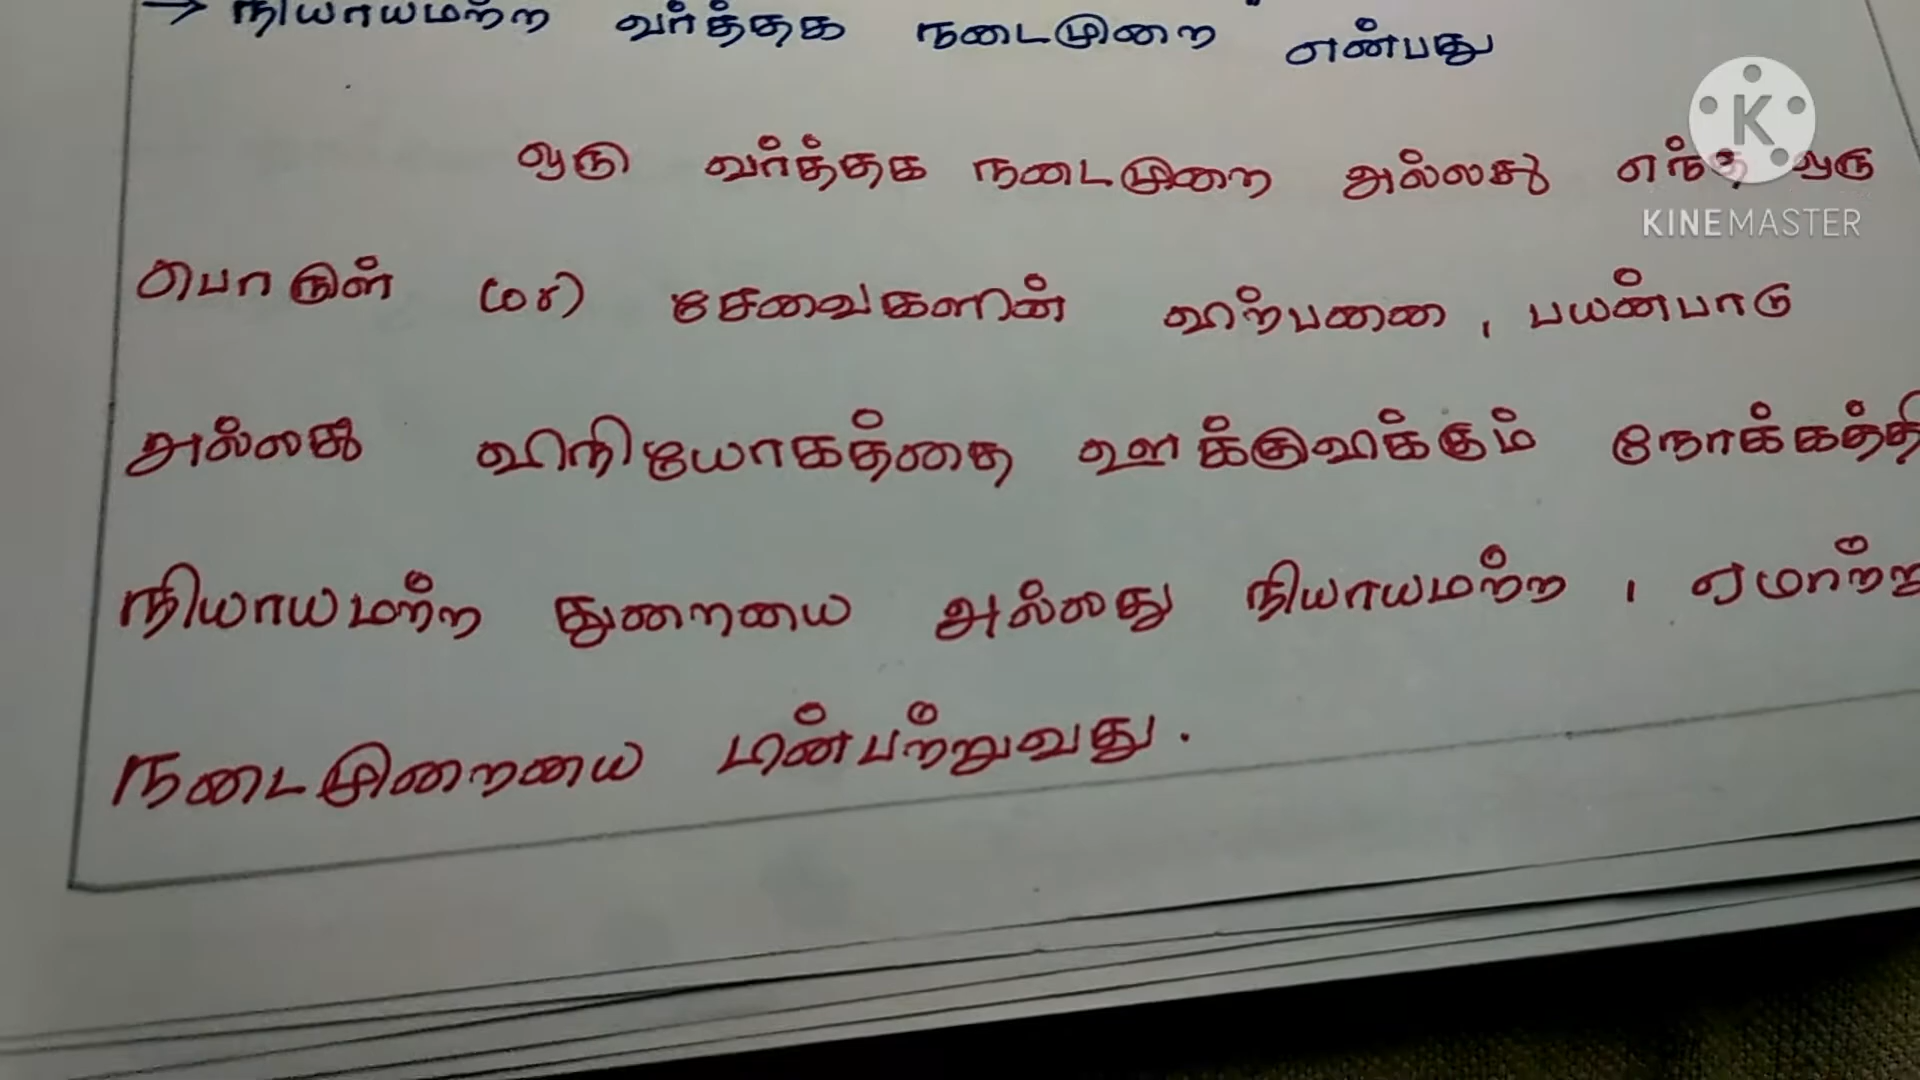 → நியாயமற்ற வர்த்தக நடைமுறை என்பது
ஒரு வர்த்தக நடைமுறை அல்லது எந்த ஒரு
பொருள் (or) சேவைகளின் விற்பனை, பயன்பாடு
அல்லது விநியோகத்தை ஊக்குவிக்கும் நோக்கத்தி
நியாயமற்ற துறையை அல்லது நியாயமற்ற, ஏமாற்று
நடைமுறையை பின்பற்றுவது.
KINEMASTER